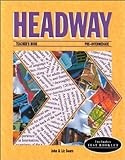 HEADWAY
TEACHER'S BOOK
PRE-INTERMEDIATE
John & Liz Soars
Includes
TEST BOOKLET